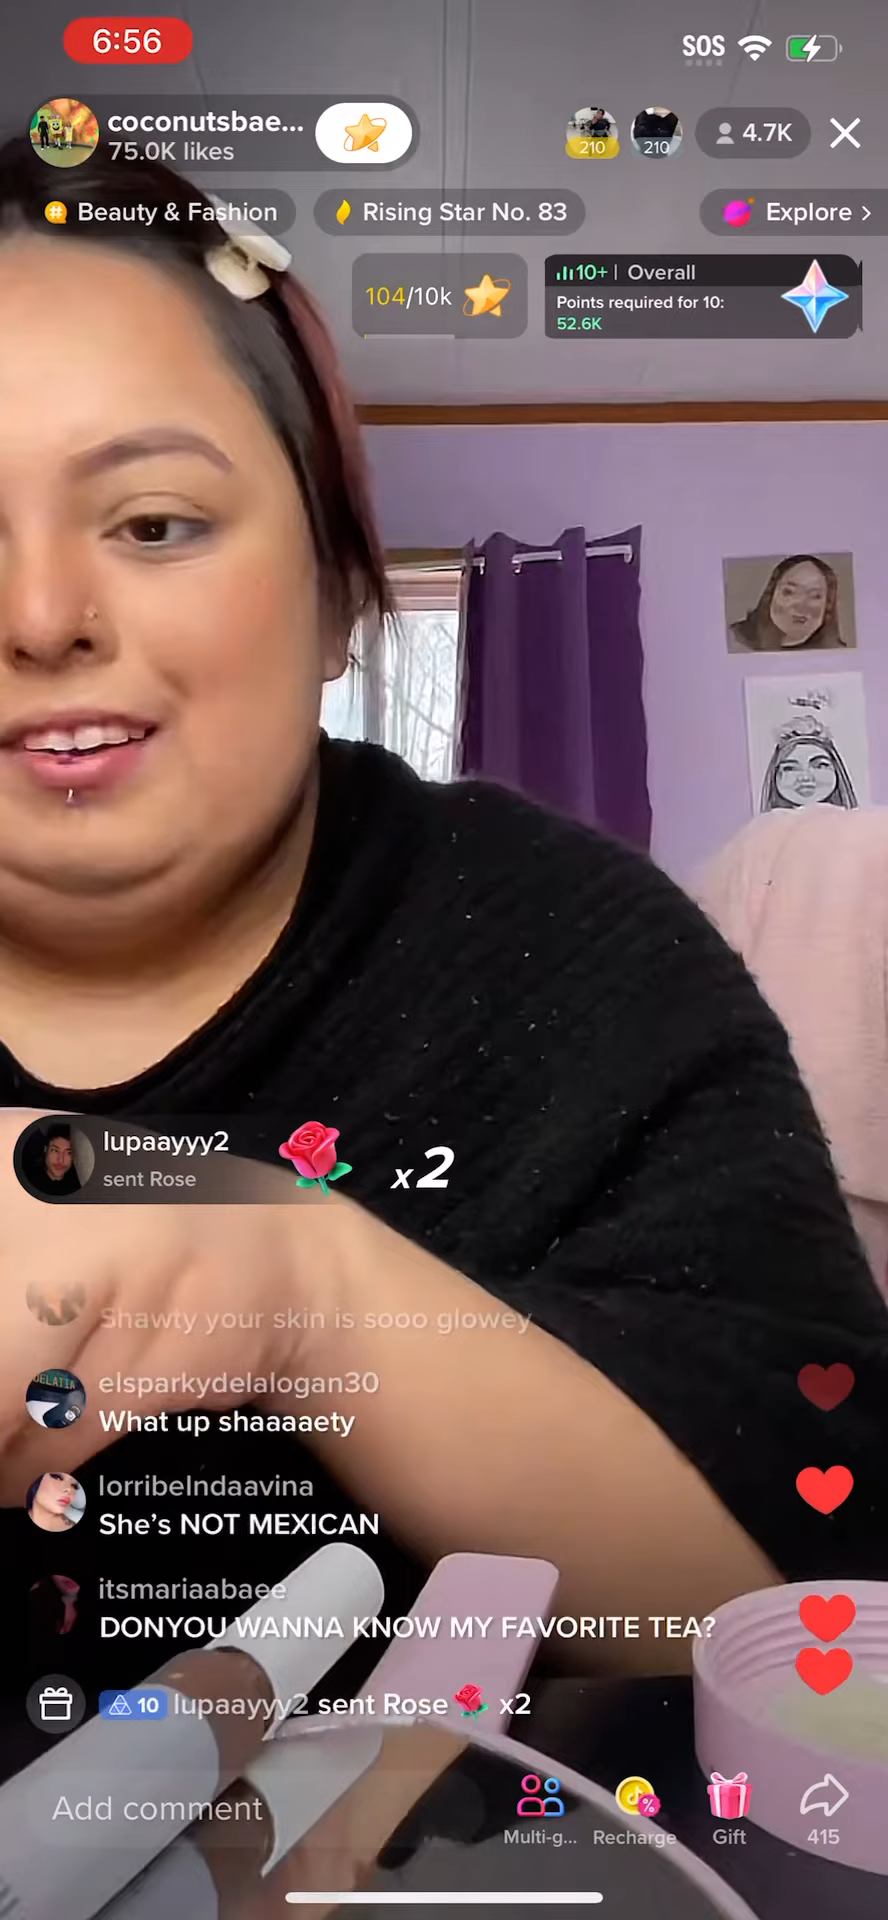 6:56
SOS
coconutsbae...
75.0K likes
210
210
4.7K
Beauty & Fashion
Rising Star No. 83
Explore >
104/10k
10+ | Overall
Points required for 10:
52.6K
lupaayyy2
sent Rose
x2
Shawty your skin is sooo glowey
elsparkydelalogan30
What up shaaaaety
lorribelndaavina
She's NOT MEXICAN
itsmariaabaee
DONYOU WANNA KNOW MY FAVORITE TEA?
10 lupaayyy2 sent Rose x2
Add comment
Multi-g...
Recharge
Gift
415